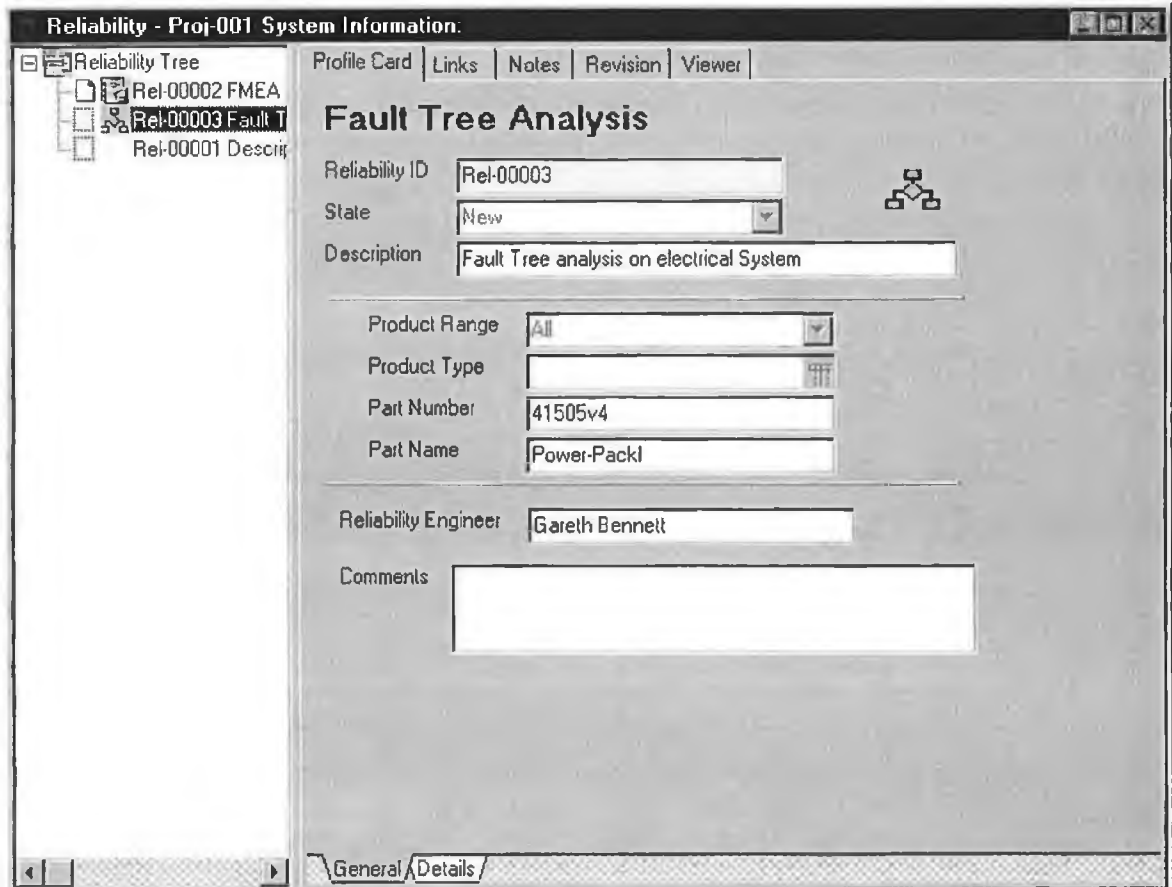 Reliability - Proj-001 System Information:
Reliability Tree
Rel-00002 FMEA
Rel-00003 Fault T
Rel-00001 Descrip
Profile Card Links Notes Revision Viewer
Fault Tree Analysis
Reliability ID Rel-00003
State New
Description Fault Tree analysis on electrical System
Product Range All
Product Type
Part Number 41505v4
Part Name Power-Packl
Reliability Engineer Gareth Bennett
Comments
General Details